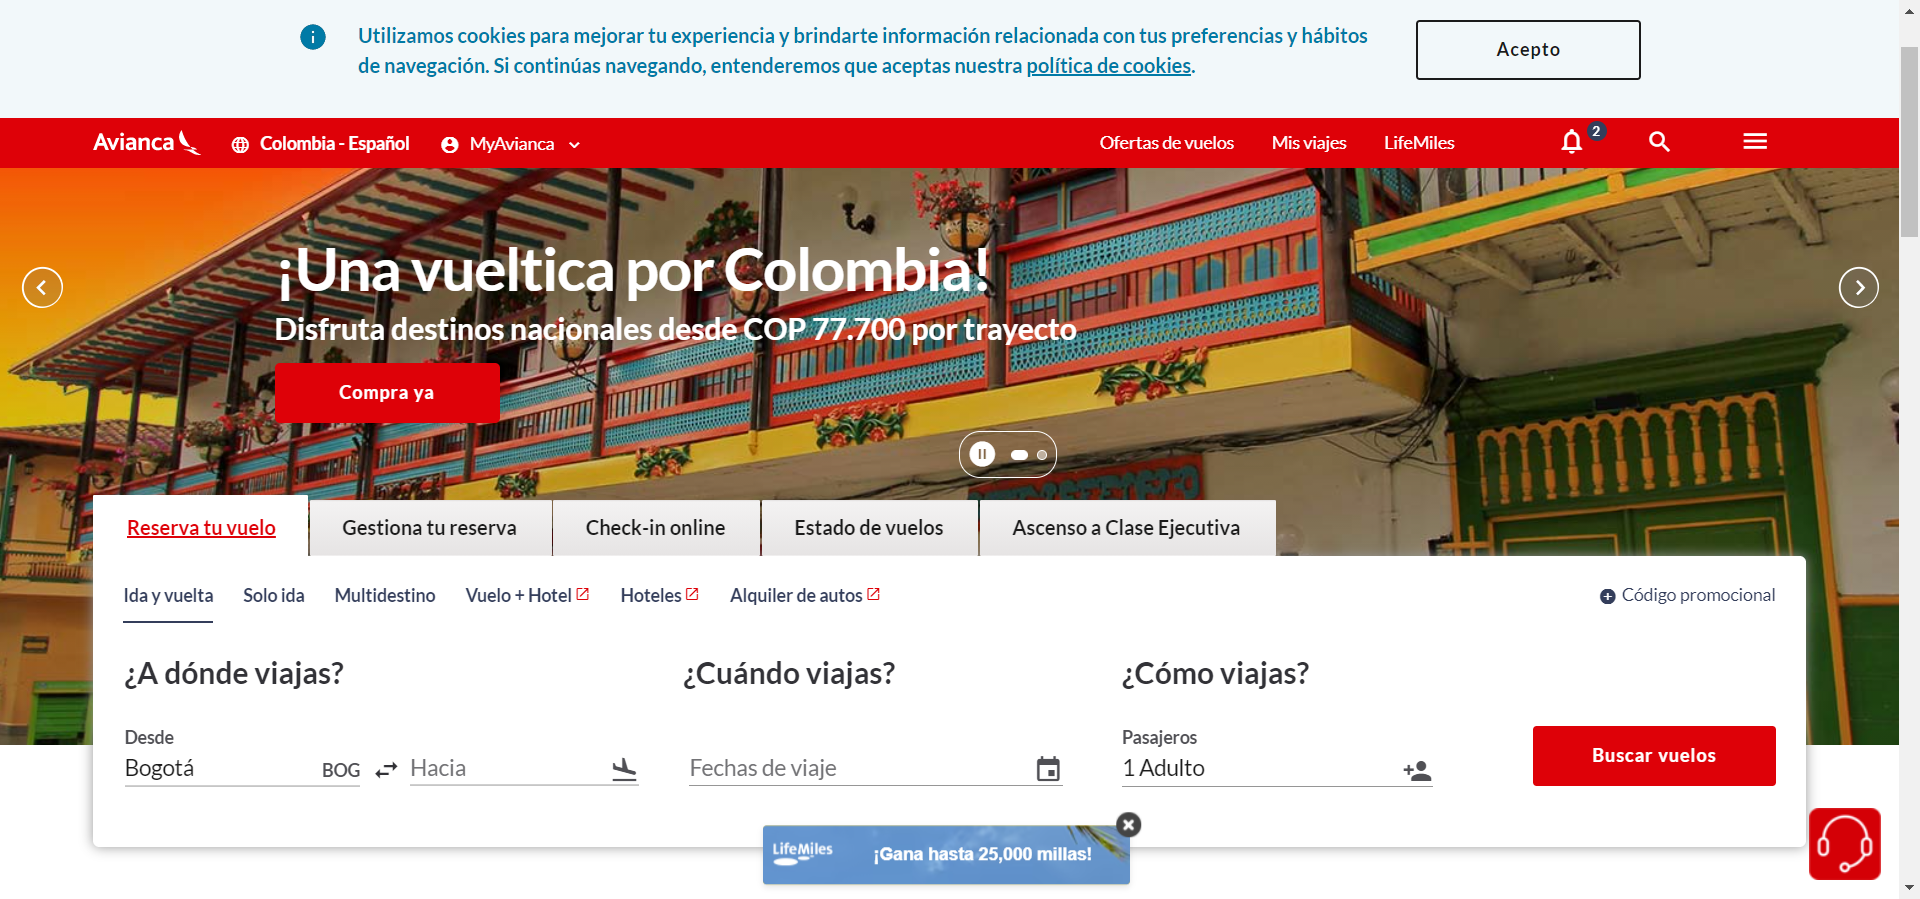 Utilizamos cookies para mejorar tu experiencia y brindarte información relacionada con tus preferencias y hábitos
de navegación. Si continúas navegando, entenderemos que aceptas nuestra política de cookies.
Acepto
Avianca
Colombia - Español
MyAvianca
Ofertas de vuelos
Mis viajes
LifeMiles
2
¡Una vueltica por Colombia!
Disfruta destinos nacionales desde COP 77.700 por trayecto
Compra ya
Reserva tu vuelo
Gestiona tu reserva
Check-in online
Estado de vuelos
Ascenso a Clase Ejecutiva
Ida y vuelta
Solo ida
Multidestino
Vuelo + Hotel
Hoteles
Alquiler de autos
Código promocional
¿A dónde viajas?
¿Cuándo viajas?
¿Cómo viajas?
Desde
Bogotá
BOG
Hacia
Fechas de viaje
Pasajeros
1 Adulto
Buscar vuelos
LifeMiles
¡Gana hasta 25,000 millas!